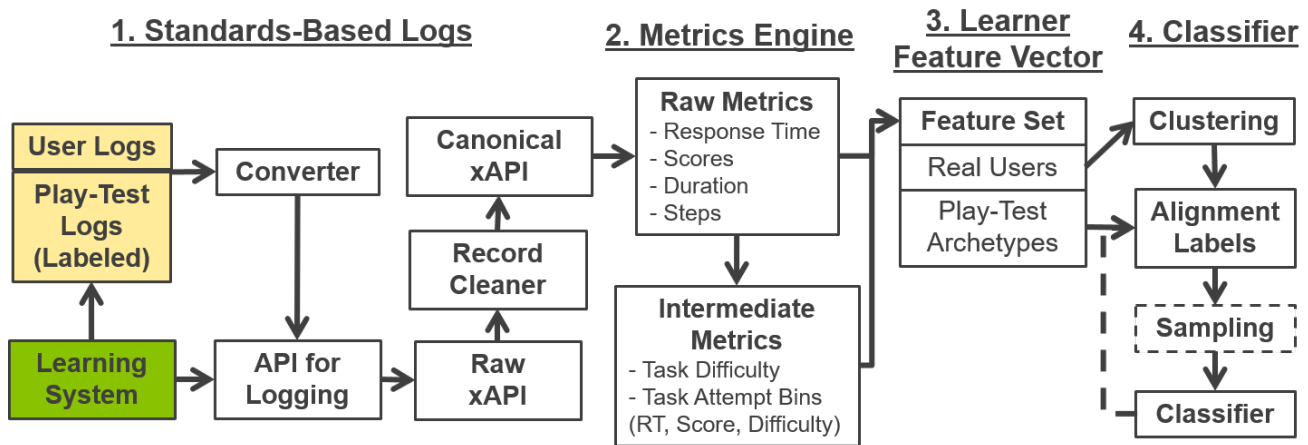 1. Standards-Based Logs
User Logs
Play-Test
Logs
(Labeled)
Learning
System
Converter
API for
Logging
Canonical
xAPI
Record
Cleaner
Raw
xAPI
2. Metrics Engine
Raw Metrics
- Response Time
- Scores
- Duration
- Steps
Intermediate
Metrics
- Task Difficulty
- Task Attempt Bins
(RT, Score, Difficulty)
3. Learner
Feature Vector
Feature Set
Real Users
Play-Test
Archetypes
4. Classifier
Clustering
Alignment
Labels
Sampling
Classifier